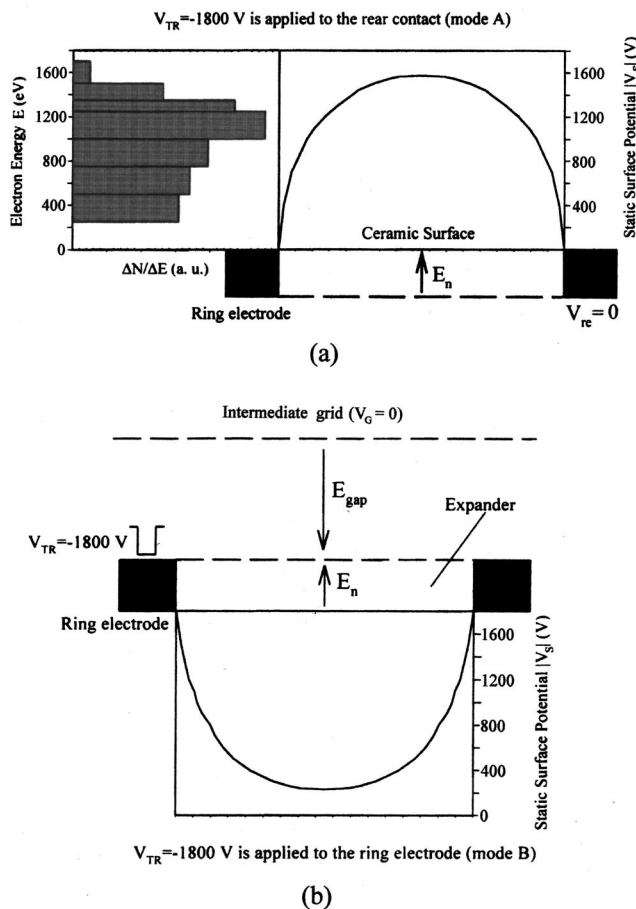 V_TR=-1800 V is applied to the rear contact (mode A)
Electron Energy E (eV)
1600
1200
800
400
0
1600
1200
800
400
0
Static Surface Potential |V_S| (V)
Ceramic Surface
ΔN/ΔE (a. u.)
E_n
Ring electrode
V_re = 0
(a)
Intermediate grid (V_G = 0)
E_gap
Expander
V_TR=-1800 V
E_n
Ring electrode
1600
1200
800
400
0
Static Surface Potential |V_S| (V)
V_TR=-1800 V is applied to the ring electrode (mode B)
(b)